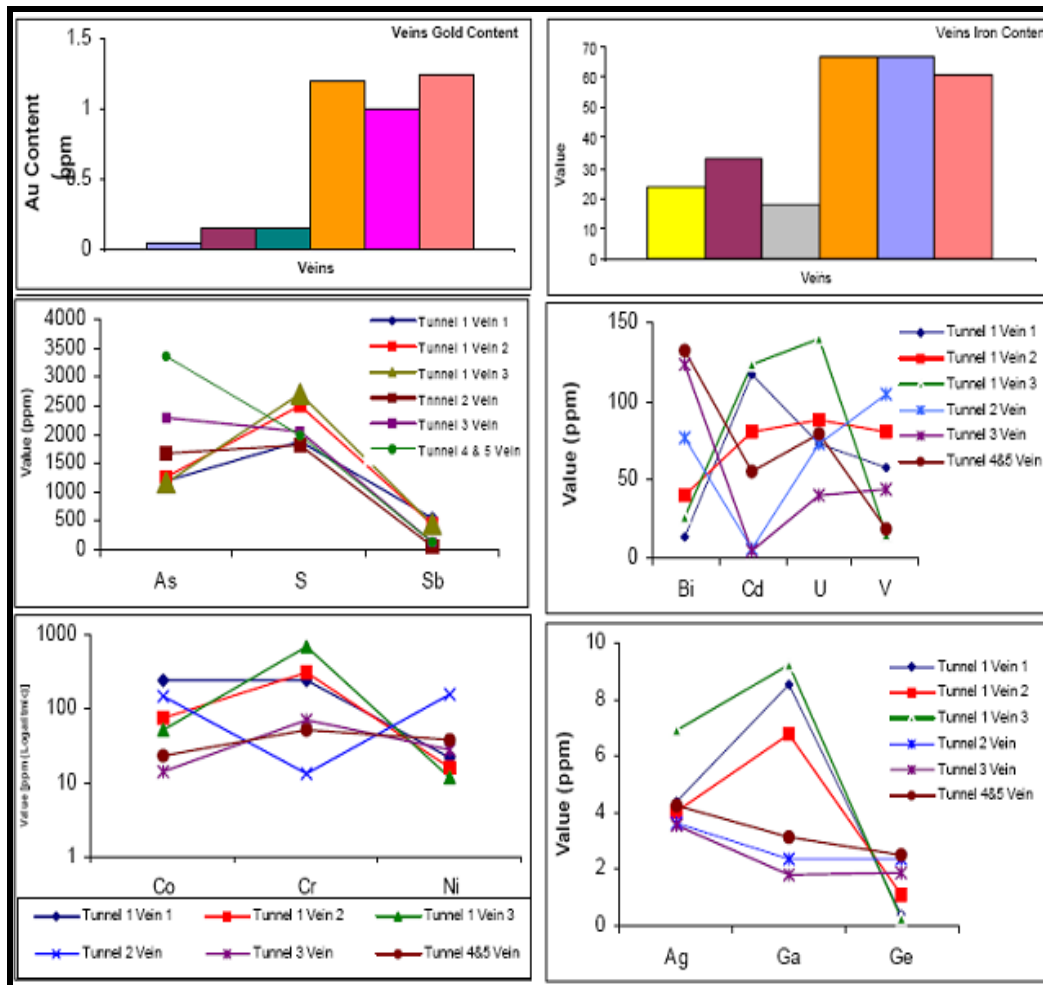 Veins Gold Content
1.5
1
0.5
0
Au Content
(ppm
Veins
Veins Iron Conten
70
60
50
40
30
20
10
0
Value
Veins
4000
3500
3000
2500
2000
1500
1000
500
0
Value (ppm)
As S Sb
Tunnel 1 Vein 1
Tunnel 1 Vein 2
Tunnel 1 Vein 3
Tinnel 2 Vein
Tunnel 3 Vein
Tunnel 4 & 5 Vein
150
100
50
0
Value (ppm)
Bi Cd U V
Tunnel 1 Vein 1
Tunnel 1 Vein 2
Tunnel 1 Vein 3
Tunnel 2 Vein
Tunnel 3 Vein
Tunnel 4&5 Vein
1000
100
10
1
Value [ppm (Logaritmic)]
Co Cr Ni
Tunnel 1 Vein 1 Tunnel 1 Vein 2 Tunnel 1 Vein 3
Tunnel 2 Vein Tunnel 3 Vein Tunnel 4&5 Vein
10
8
6
4
2
0
Value (ppm)
Ag Ga Ge
Tunnel 1 Vein 1
Tunnel 1 Vein 2
Tunnel 1 Vein 3
Tunnel 2 Vein
Tunnel 3 Vein
Tunnel 4&5 Vein